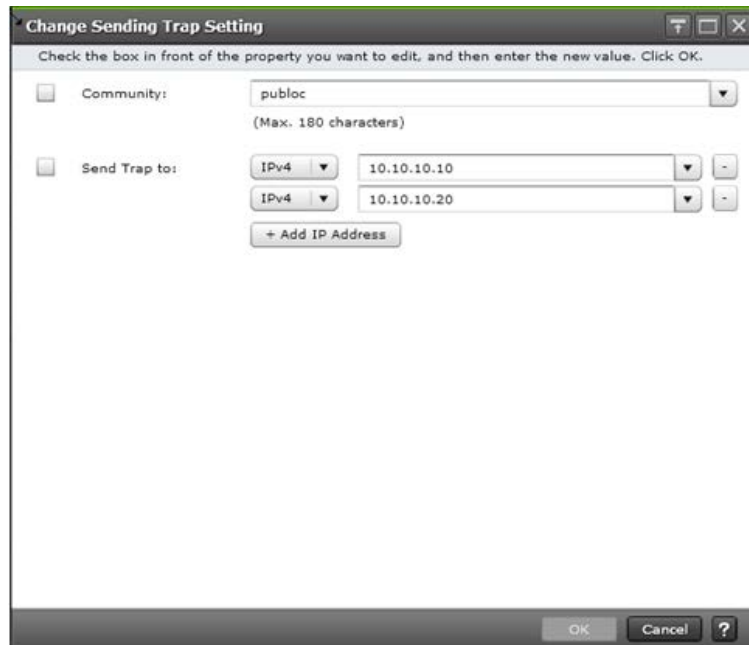 Change Sending Trap Setting
Check the box in front of the property you want to edit, and then enter the new value. Click OK.
Community: publoc
(Max. 180 characters)
Send Trap to: IPv4 10.10.10.10 -
IPv4 10.10.10.20 -
+ Add IP Address
OK Cancel ?